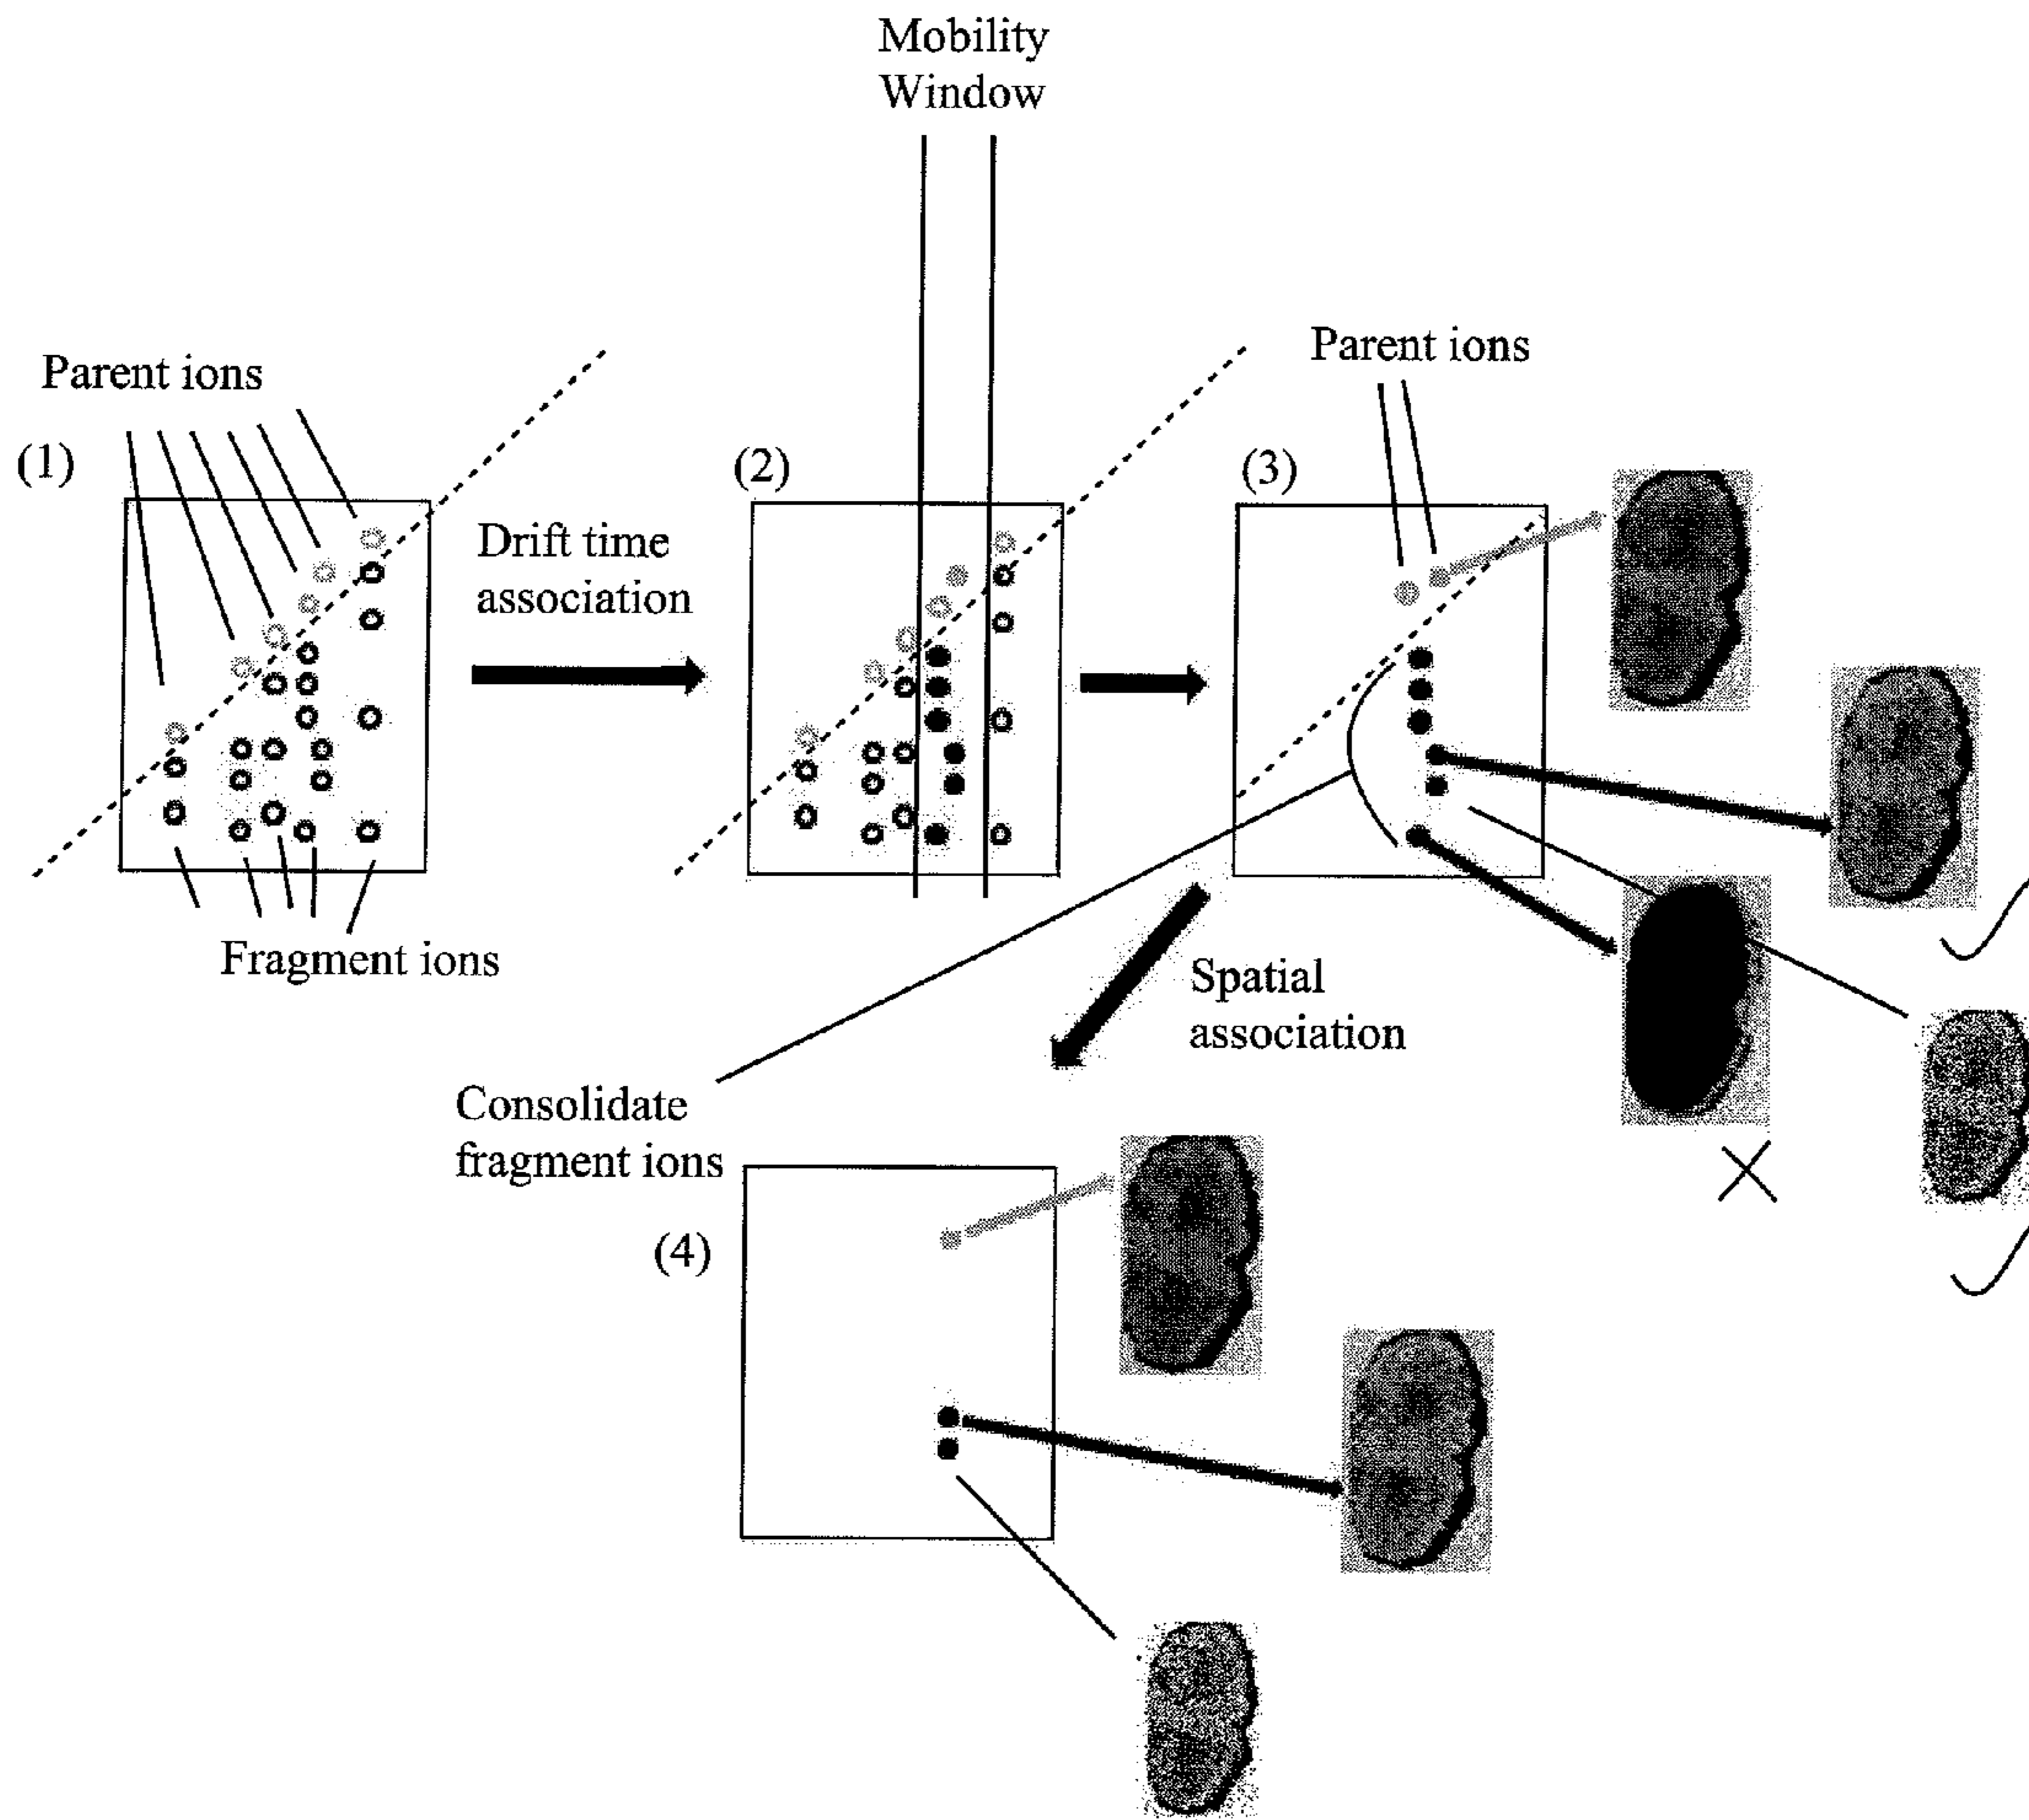 Mobility
Window
Parent ions
Parent ions
(1)
(2)
(3)
Drift time
association
Fragment ions
Spatial
association
Consolidate
fragment ions
(4)